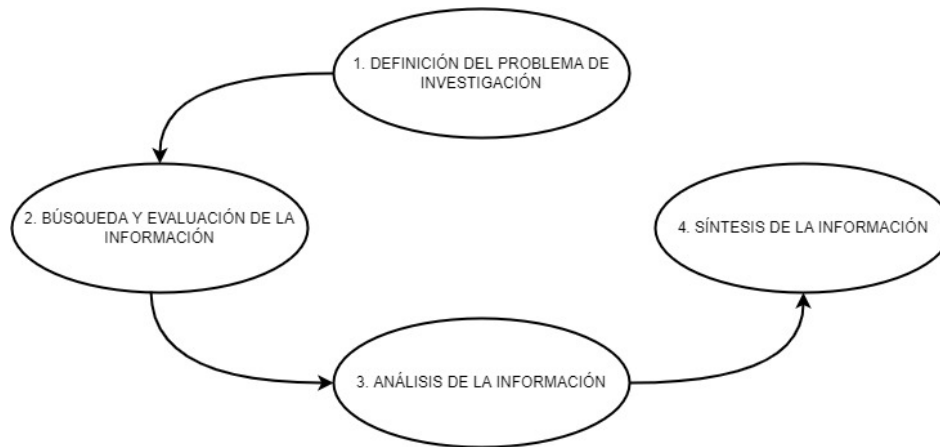 1. DEFINICIÓN DEL PROBLEMA DE
INVESTIGACIÓN
2. BÚSQUEDA Y EVALUACIÓN DE LA
INFORMACIÓN
4. SÍNTESIS DE LA INFORMACIÓN
3. ANÁLISIS DE LA INFORMACIÓN